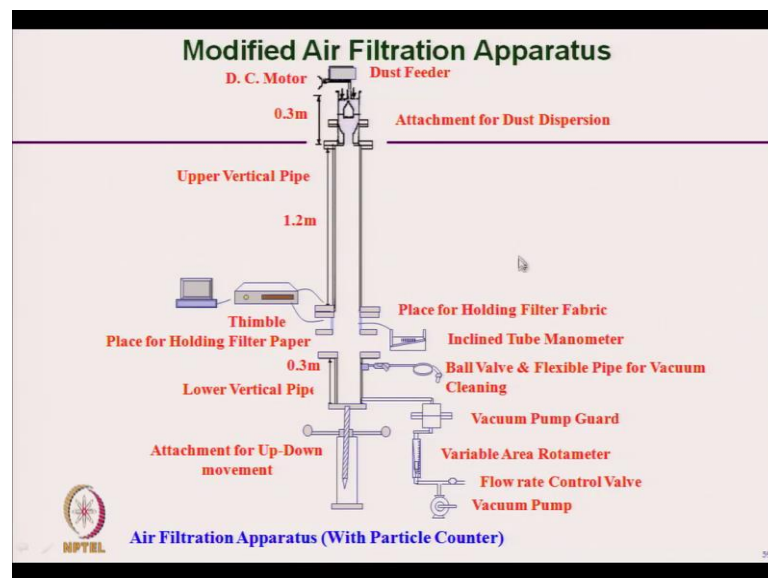 Modified Air Filtration Apparatus
D. C. Motor
Dust Feeder
0.3m
Attachment for Dust Dispersion
Upper Vertical Pipe
1.2m
Place for Holding Filter Fabric
Thimble
Place for Holding Filter Paper
Inclined Tube Manometer
0.3m
Ball Valve & Flexible Pipe for Vacuum
Cleaning
Lower Vertical Pipe
Vacuum Pump Guard
Attachment for Up-Down
movement
Variable Area Rotameter
Flow rate Control Valve
Vacuum Pump
NPTEL
Air Filtration Apparatus (With Particle Counter)